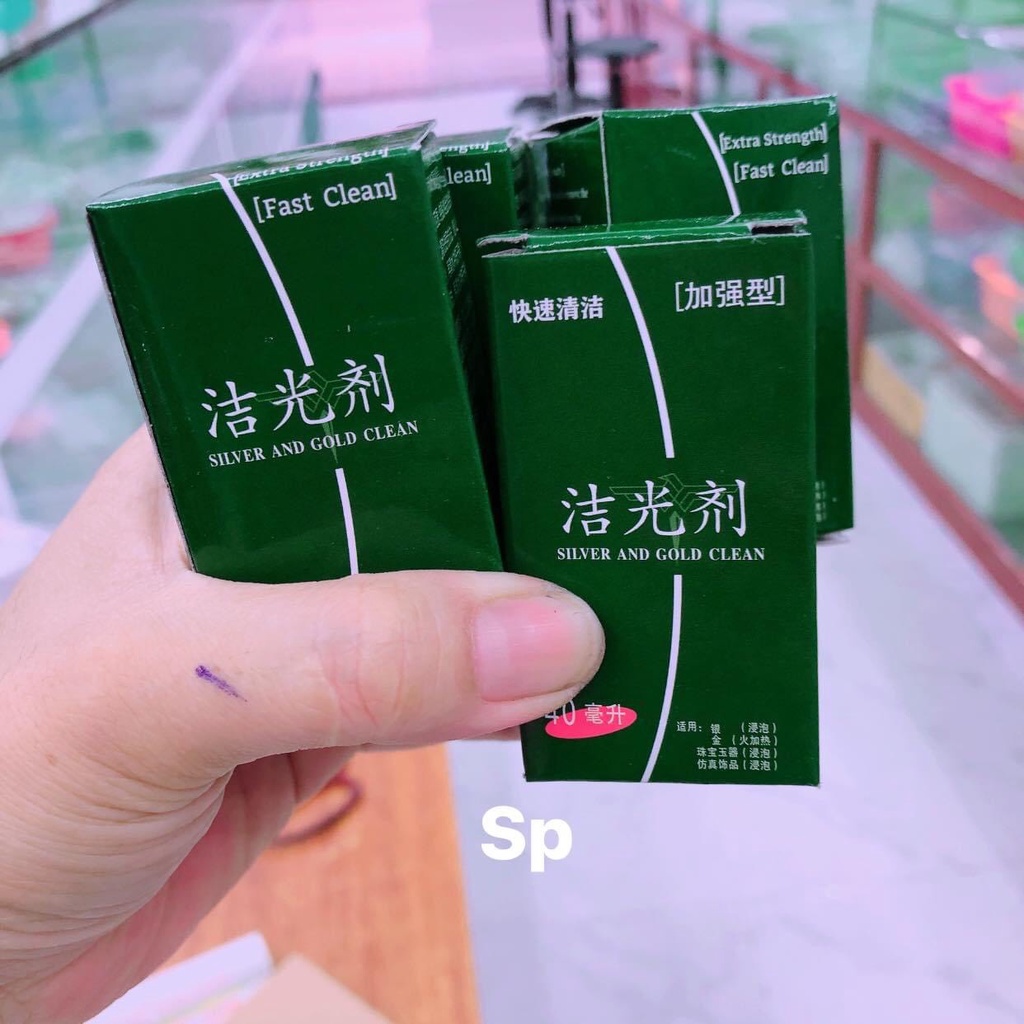 Extra Strength]
[Fast Clean]
洁光剂
SILVER AND GOLD CLEAN
lean]
[Extra Strength]
[Fast Clean]
快速清洁
[加强型]
洁光剂
SILVER AND GOLD CLEAN
40 毫升
适用: 银 (浸泡)
金 (火加热)
珠宝玉器 (浸泡)
仿真饰品 (浸泡)
Sp